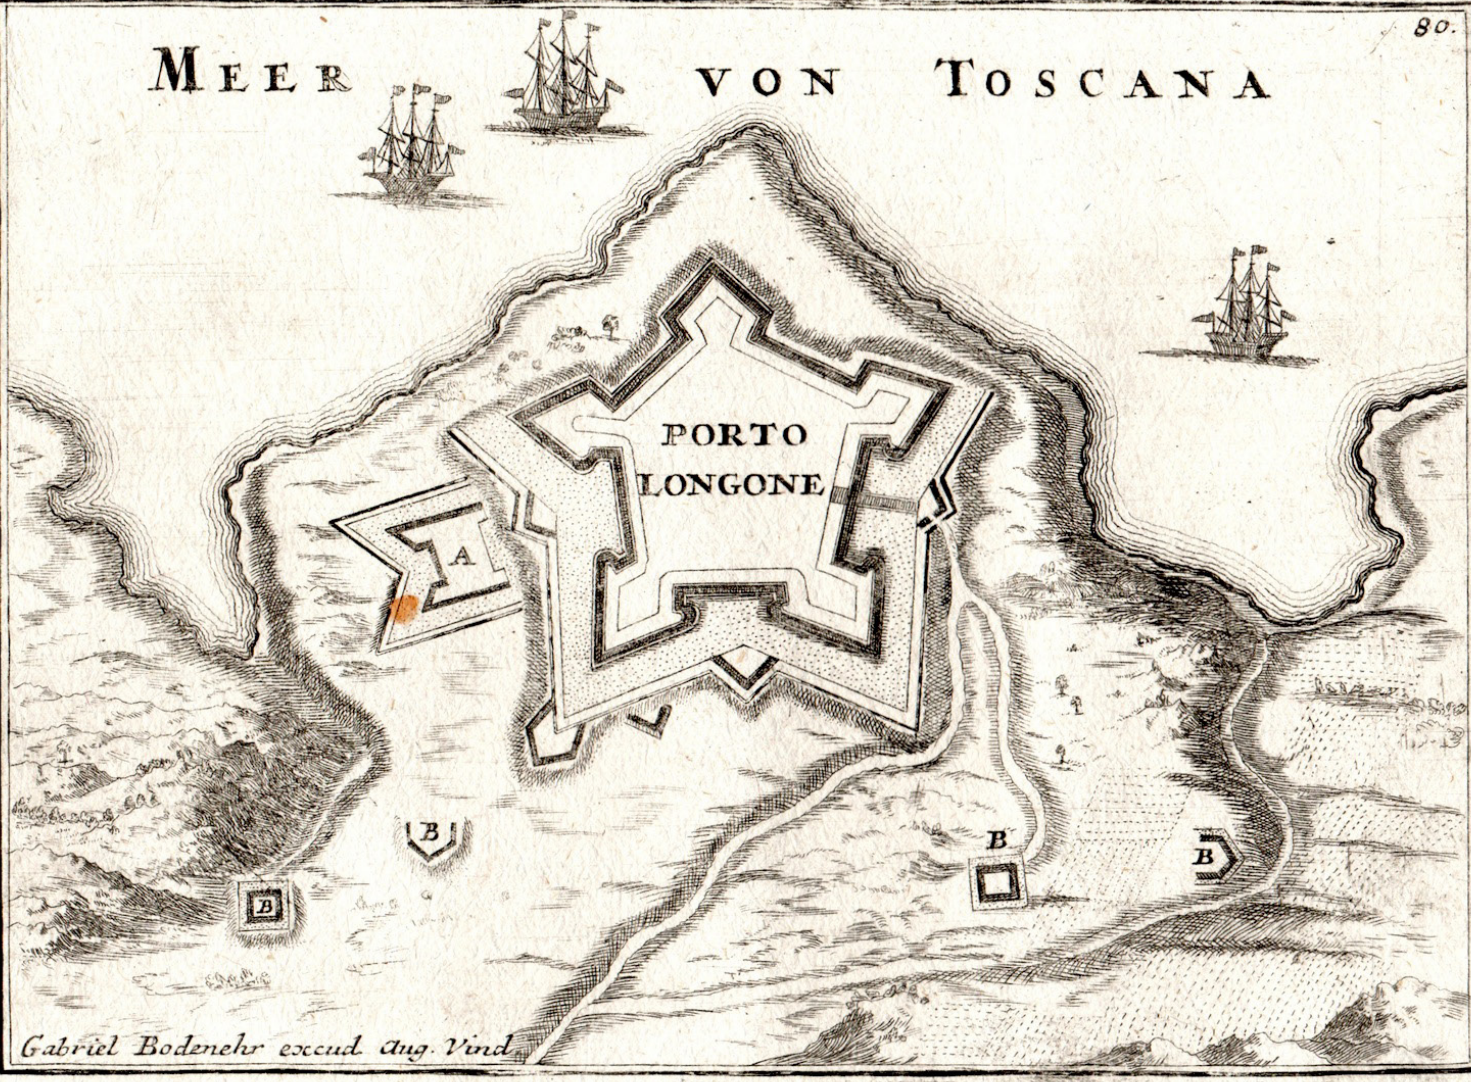 80.
MEER VON TOSCANA
PORTO
LONGONE
A
B
B
B
B
Gabriel Bodenehr excud. Aug. Vind